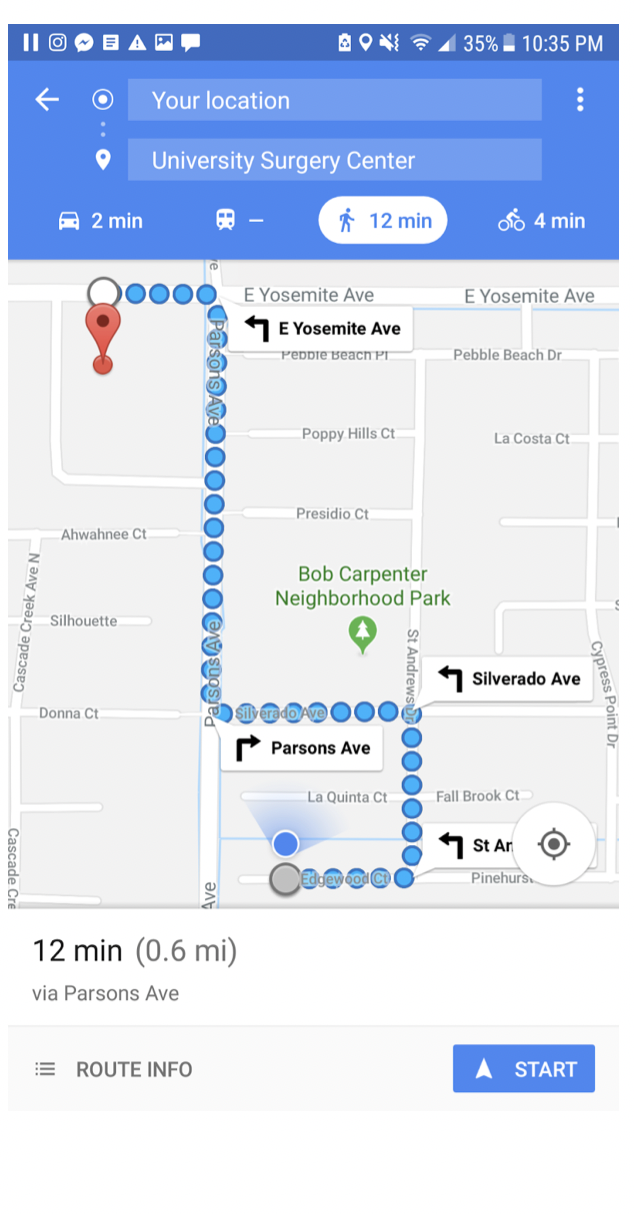 35% 10:35 PM
Your location
University Surgery Center
2 min
–
12 min
4 min
E Yosemite Ave
E Yosemite Ave
E Yosemite Ave
Parsons Ave
Pebble Beach Pl
Pebble Beach Dr
Poppy Hills Ct
La Costa Ct
Presidio Ct
Ahwahnee Ct
Cascade Creek Ave N
Bob Carpenter
Neighborhood Park
Silhouette
St Andrews Dr
Cypress Point Dr
Silverado Ave
Parsons Ave
Donna Ct
Silverado Ave
Parsons Ave
La Quinta Ct
Fall Brook Ct
Cascade Cre
St An
Edgewood Ct
Pinehurs
Ave
12 min (0.6 mi)
via Parsons Ave
ROUTE INFO
START